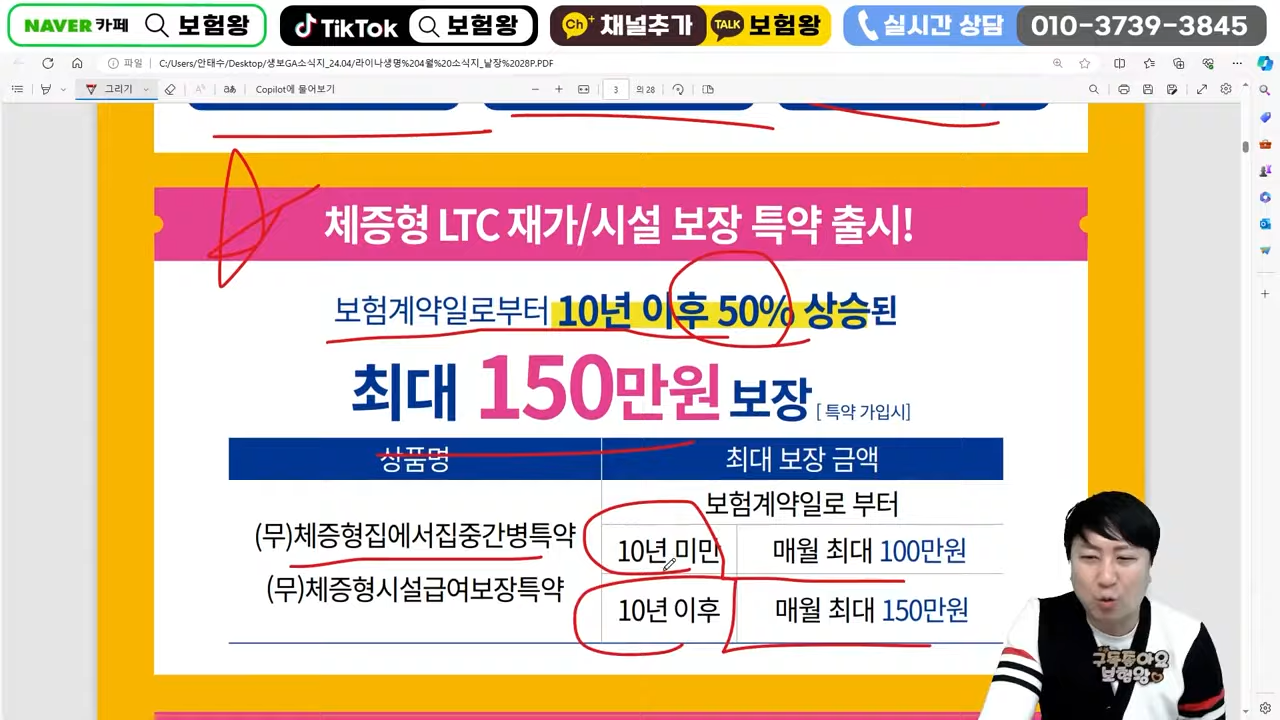 NAVER 카페 보험왕
TikTok 보험왕
Ch+ 채널추가 TALK 보험왕
실시간 상담 010-3739-3845
파일 C:/Users/안태수/Desktop/생보GA소식지_24.04/라이나생명%204월%20소식지_낱장%2028P.PDF
그리기 Copilot에 물어보기 3 의 28
체증형 LTC 재가/시설 보장 특약 출시!
보험계약일로부터 10년 이후 50% 상승된
최대 150만원 보장 [ 특약 가입시]
상품명 최대 보장 금액
보험계약일로 부터
(무)체증형집에서집중간병특약
10년 미만 매월 최대 100만원
(무)체증형시설급여보장특약
10년 이후 매월 최대 150만원
구독좋아요
보험왕